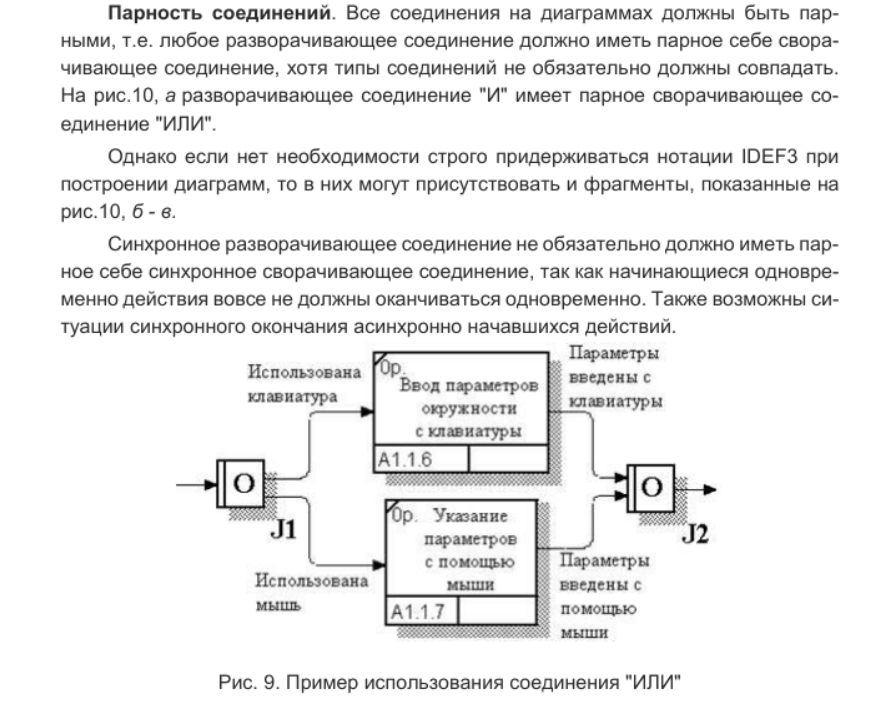 Парность соединений. Все соединения на диаграммах должны быть пар-
ными, т.е. любое разворачивающее соединение должно иметь парное себе свора-
чивающее соединение, хотя типы соединений не обязательно должны совпадать.
На рис.10, а разворачивающее соединение "И" имеет парное сворачивающее со-
единение "ИЛИ".
Однако если нет необходимости строго придерживаться нотации IDEF3 при
построении диаграмм, то в них могут присутствовать и фрагменты, показанные на
рис.10, б - в.
Синхронное разворачивающее соединение не обязательно должно иметь пар-
ное себе синхронное сворачивающее соединение, так как начинающиеся одновре-
менно действия вовсе не должны оканчиваться одновременно. Также возможны си-
туации синхронного окончания асинхронно начавшихся действий.
Использована
клавиатура
0р.
Ввод параметров
окружности
с клавиатуры
A1.1.6
Параметры
введены с
клавиатуры
O
J1
O
J2
Использована
мышь
0р. Указание
параметров
с помощью
мыши
A1.1.7
Параметры
введены с
помощью
мыши
Рис. 9. Пример использования соединения "ИЛИ"